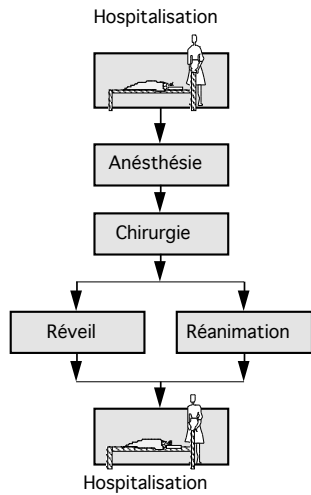 Hospitalisation
Anésthésie
Chirurgie
Réveil
Réanimation
Hospitalisation